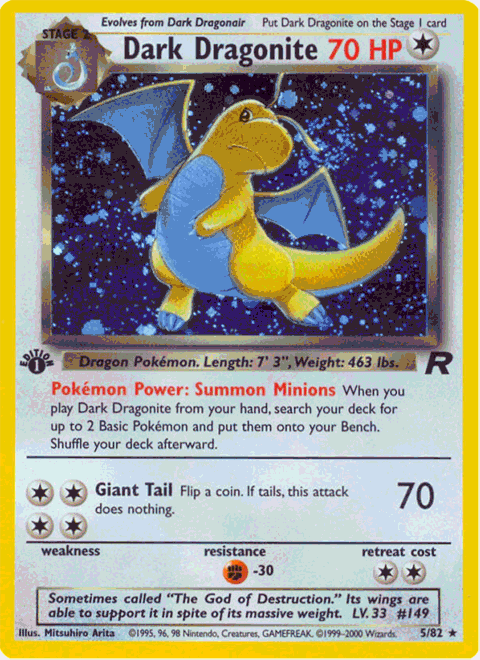 Evolves from Dark Dragonair Put Dark Dragonite on the Stage 1 card
STAGE 2
Dark Dragonite 70 HP
EDITION
1
Dragon Pokémon. Length: 7' 3", Weight: 463 lbs.
R
Pokémon Power: Summon Minions When you
play Dark Dragonite from your hand, search your deck for
up to 2 Basic Pokémon and put them onto your Bench.
Shuffle your deck afterward.
Giant Tail Flip a coin. If tails, this attack
does nothing.
70
weakness resistance retreat cost
-30
Sometimes called "The God of Destruction." Its wings are
able to support it in spite of its massive weight. LV. 33 #149
Illus. Mitsuhiro Arita ©1995, 96, 98 Nintendo, Creatures, GAMEFREAK. ©1999-2000 Wizards. 5/82 ★